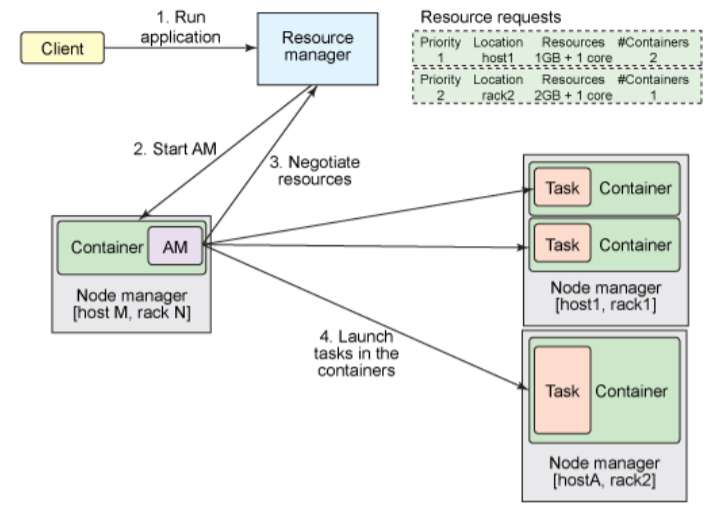 1. Run
application
Client
Resource
manager
Resource requests
Priority Location Resources #Containers
1 host1 1GB + 1 core 2
Priority Location Resources #Containers
2 rack2 2GB + 1 core 1
2. Start AM
3. Negotiate
resources
Container AM
Node manager
[host M, rack N]
Task Container
Task Container
Node manager
[host1, rack1]
4. Launch
tasks in the
containers
Task Container
Node manager
[hostA, rack2]